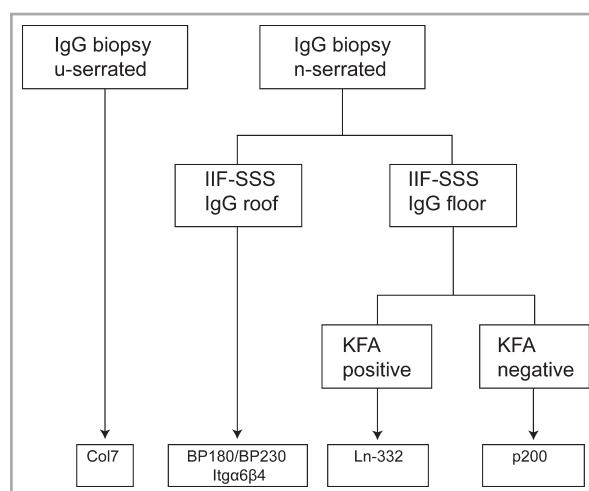 IgG biopsy
u-serrated
IgG biopsy
n-serrated
IIF-SSS
IgG roof
IIF-SSS
IgG floor
KFA
positive
KFA
negative
Col7
BP180/BP230
Itgα6β4
Ln-332
p200